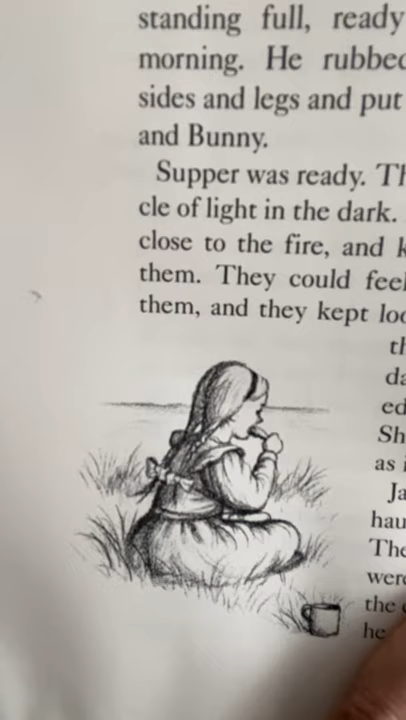 standing full, ready
morning. He rubbed
sides and legs and put
and Bunny.
Supper was ready. Th
cle of light in the dark.
close to the fire, and k
them. They could feel
them, and they kept loo
th
da
ed
Sh
as i
Ja
hau
The
were
the
he